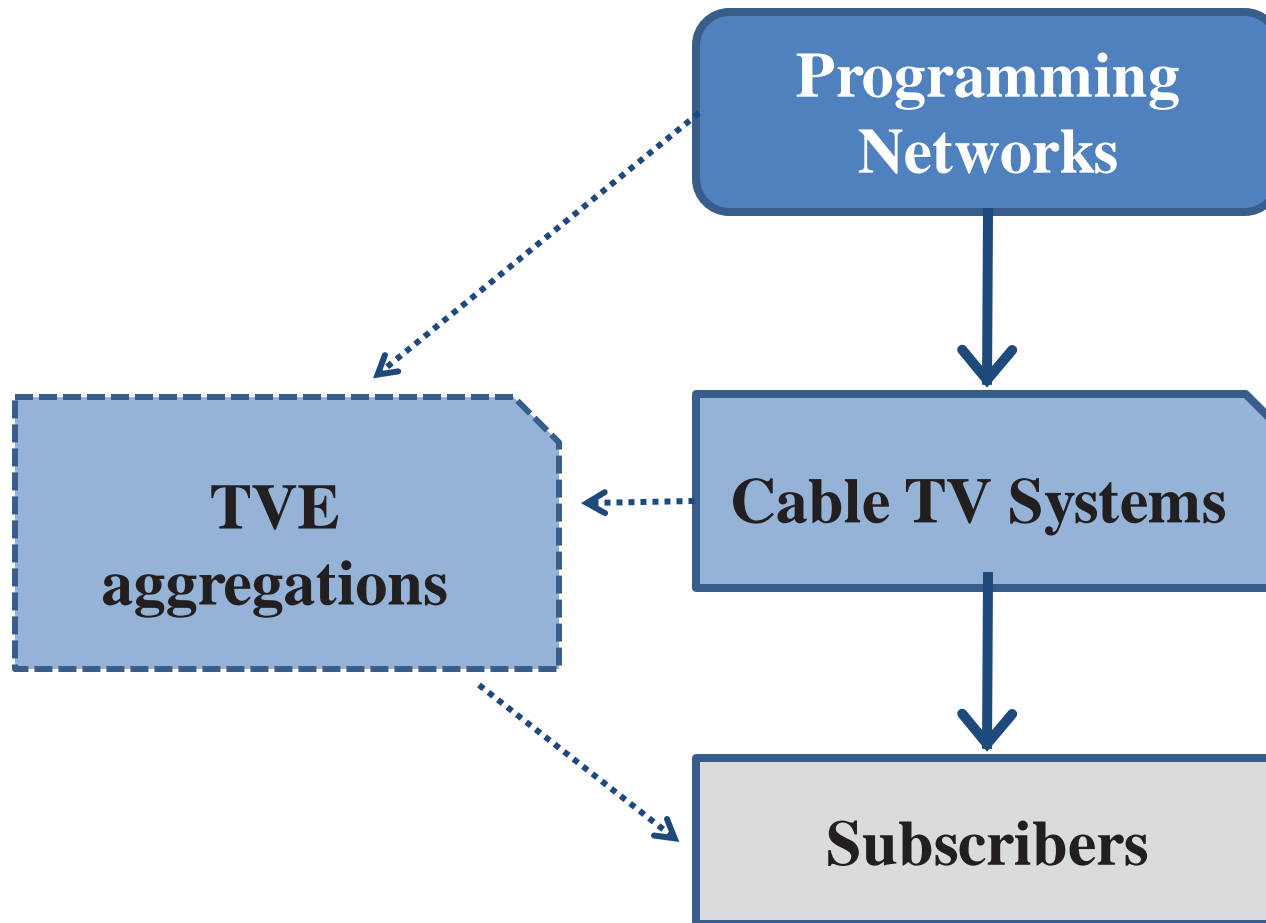 Programming
Networks
TVE
aggregations
Cable TV Systems
Subscribers